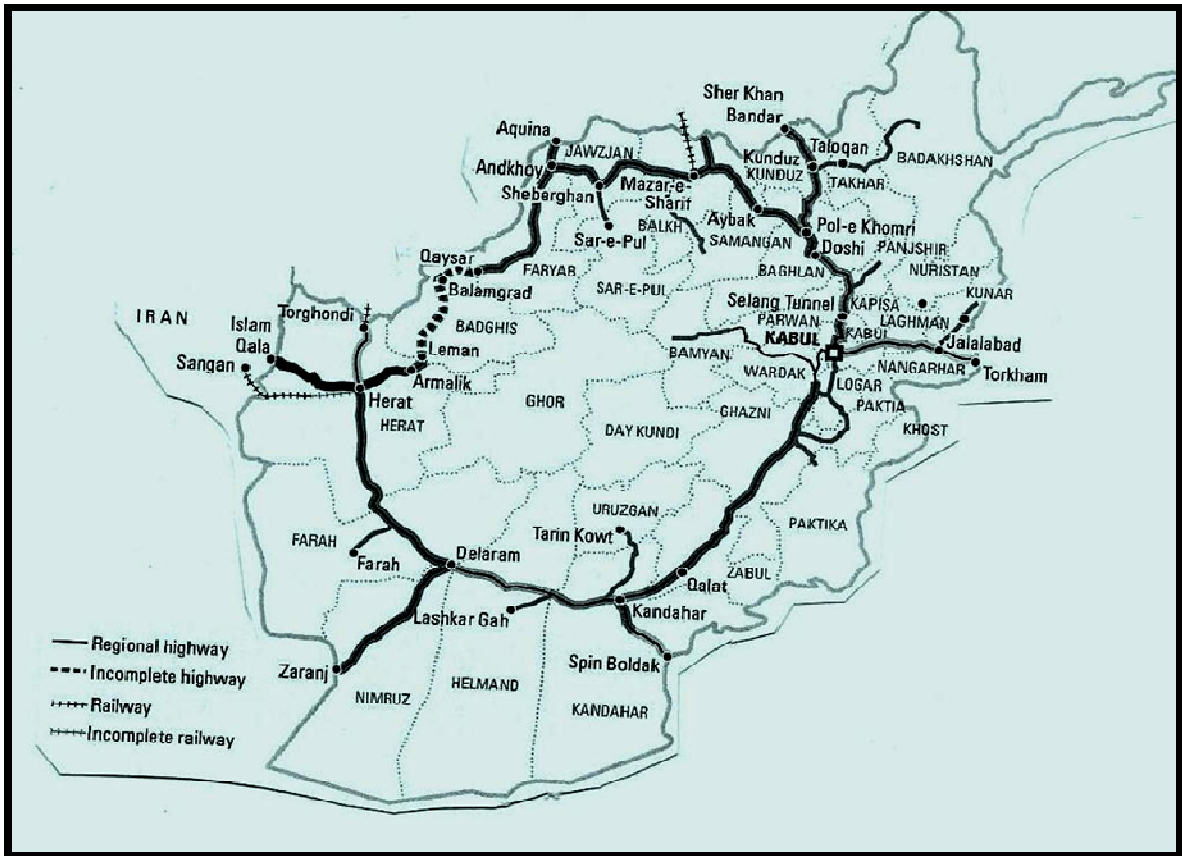 Sher Khan
Bandar
Aquina
JAWZJAN
Taloqan
BADAKHSHAN
Andkhoy
Kunduz
KUNDUZ
TAKHAR
Sheberghan
Mazar-e-
Sharif
Aybak
BALKH
Pol-e Khomri
Sar-e-Pul
SAMANGAN
Doshi
PANJSHIR
Qaysar
FARYAR
BAGHLAN
NURISTAN
Balamgrad
SAR-E-PUL
KUNAR
IRAN
Torghondi
Selang Tunnel
KAPISA
Islam
Qala
BADGHIS
PARWAN
LAGHMAN
KABUL
KABUL
Jalalabad
Sangan
Leman
BAMYAN
WARDAK
NANGARHAR
Torkham
Armalik
LOGAR
Herat
GHOR
GHAZNI
PAKTIA
HERAT
DAY KUNDI
KHOST
URUZGAN
PAKTIKA
FARAH
Tarin Kowt
Farah
Delaram
ZABUL
Qalat
Lashkar Gah
Kandahar
Regional highway
Spin Boldak
Incomplete highway
Zaranj
NIMRUZ
HELMAND
KANDAHAR
Railway
Incomplete railway